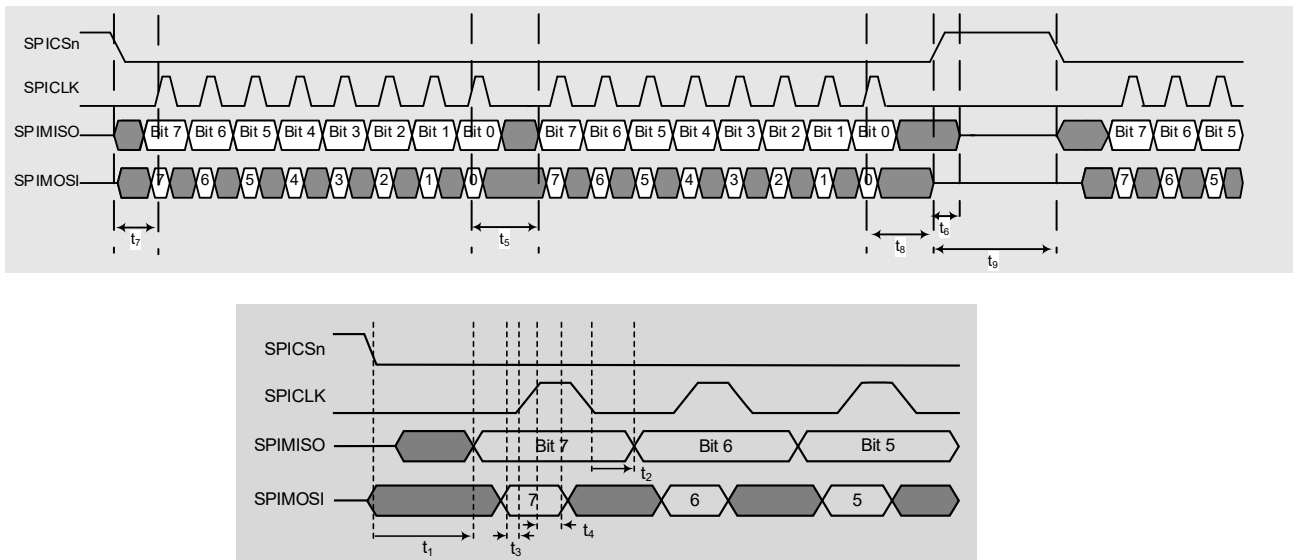 SPICSn
SPICLK
SPIMISO Bit 7 Bit 6 Bit 5 Bit 4 Bit 3 Bit 2 Bit 1 Bit 0 Bit 7 Bit 6 Bit 5 Bit 4 Bit 3 Bit 2 Bit 1 Bit 0 Bit 7 Bit 6 Bit 5
SPIMOSI 7 6 5 4 3 2 1 0 7 6 5 4 3 2 1 0 7 6 5
t7 t5 t8 t6 t9
SPICSn
SPICLK
SPIMISO Bit 7 Bit 6 Bit 5
t2
SPIMOSI 7 6 5
t1 t3 t4